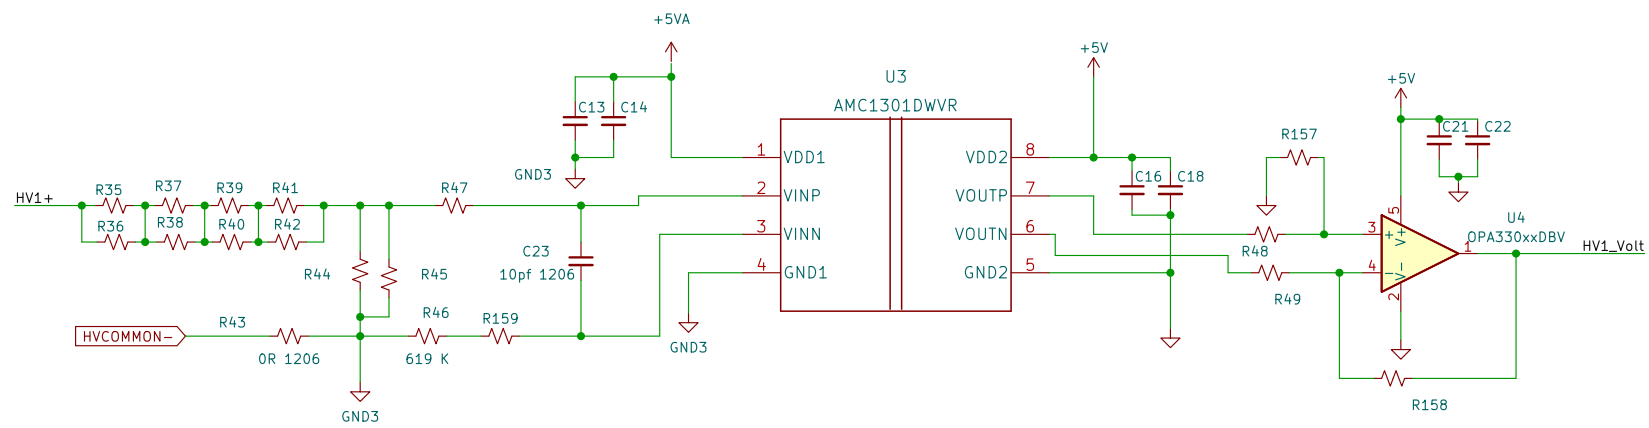 +5VA
+5V
+5V
U3
AMC1301DWVR
C13
C14
C21
C22
R157
GND3
1
VDD1
VDD2
8
C16
C18
HV1+
R35
R37
R39
R41
R47
2
VINP
VOUTP
7
R36
R38
R40
R42
3
VINN
VOUTN
6
R48
3
5
U4
OPA330xxDBV
+
V+
1
HV1_Volt
C23
10pf 1206
4
GND1
GND2
5
R49
4
-
V-
2
R44
R45
R43
R46
R159
HVCOMMON-
0R 1206
619 K
GND3
GND3
R158